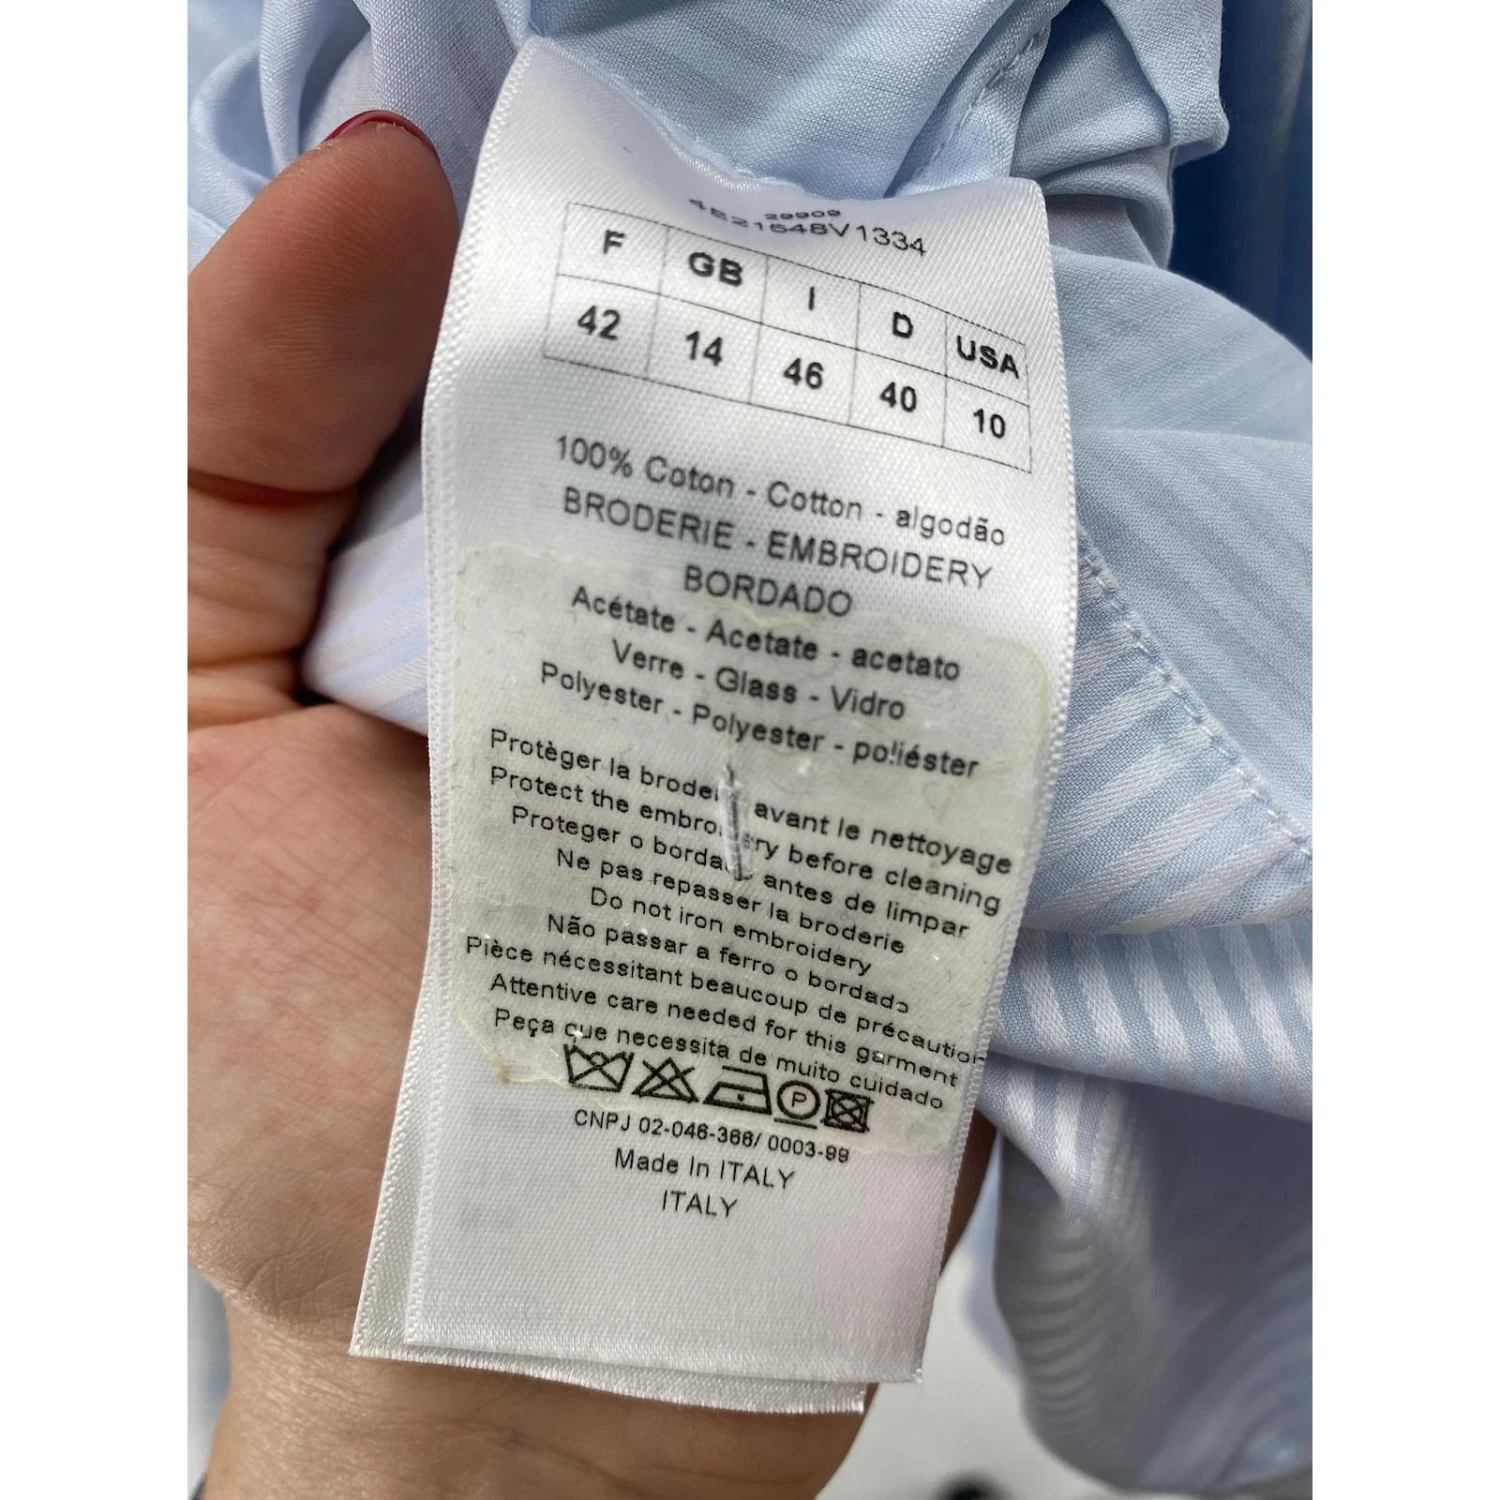 29909
4E21548V1334
F GB I D USA
42 14 46 40 10
100% Coton - Cotton - algodão
BRODERIE - EMBROIDERY
BORDADO
Acétate - Acetate - acetato
Verre - Glass - Vidro
Polyester - Polyester - poliéster
Protèger la broderie avant le nettoyage
Protect the embroidery before cleaning
Proteger o bordado antes de limpar
Ne pas repasser la broderie
Do not iron embroidery
Não passar a ferro o bordado
Pièce nécessitant beaucoup de précaution
Attentive care needed for this garment
Peça que necessita de muito cuidado
P
CNPJ 02-046-366/ 0003-99
Made In ITALY
ITALY